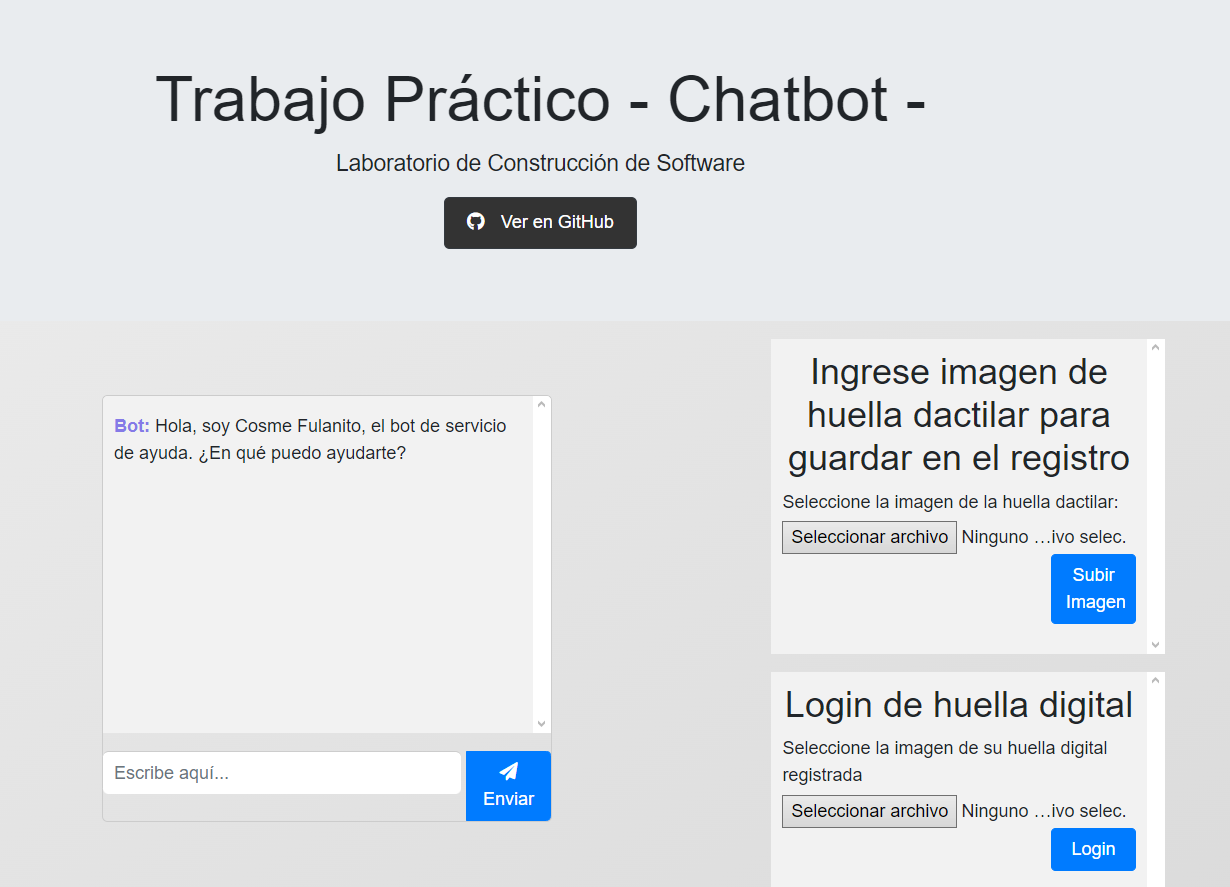 Trabajo Práctico - Chatbot -
Laboratorio de Construcción de Software
Ver en GitHub
Bot: Hola, soy Cosme Fulanito, el bot de servicio
de ayuda. ¿En qué puedo ayudarte?
Escribe aquí...
Enviar
Ingrese imagen de
huella dactilar para
guardar en el registro
Seleccione la imagen de la huella dactilar:
Seleccionar archivo Ninguno …ivo selec.
Subir
Imagen
Login de huella digital
Seleccione la imagen de su huella digital
registrada
Seleccionar archivo Ninguno …ivo selec.
Login